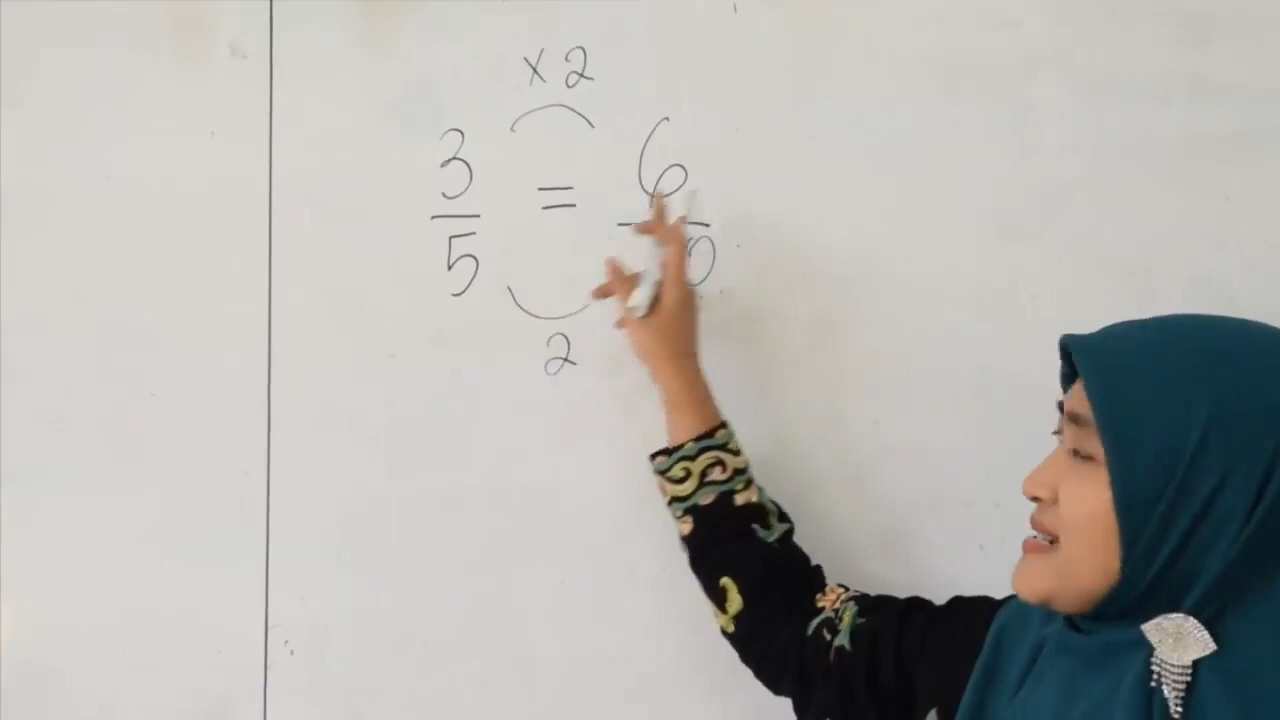 × 2
3/5 = 6/0
2